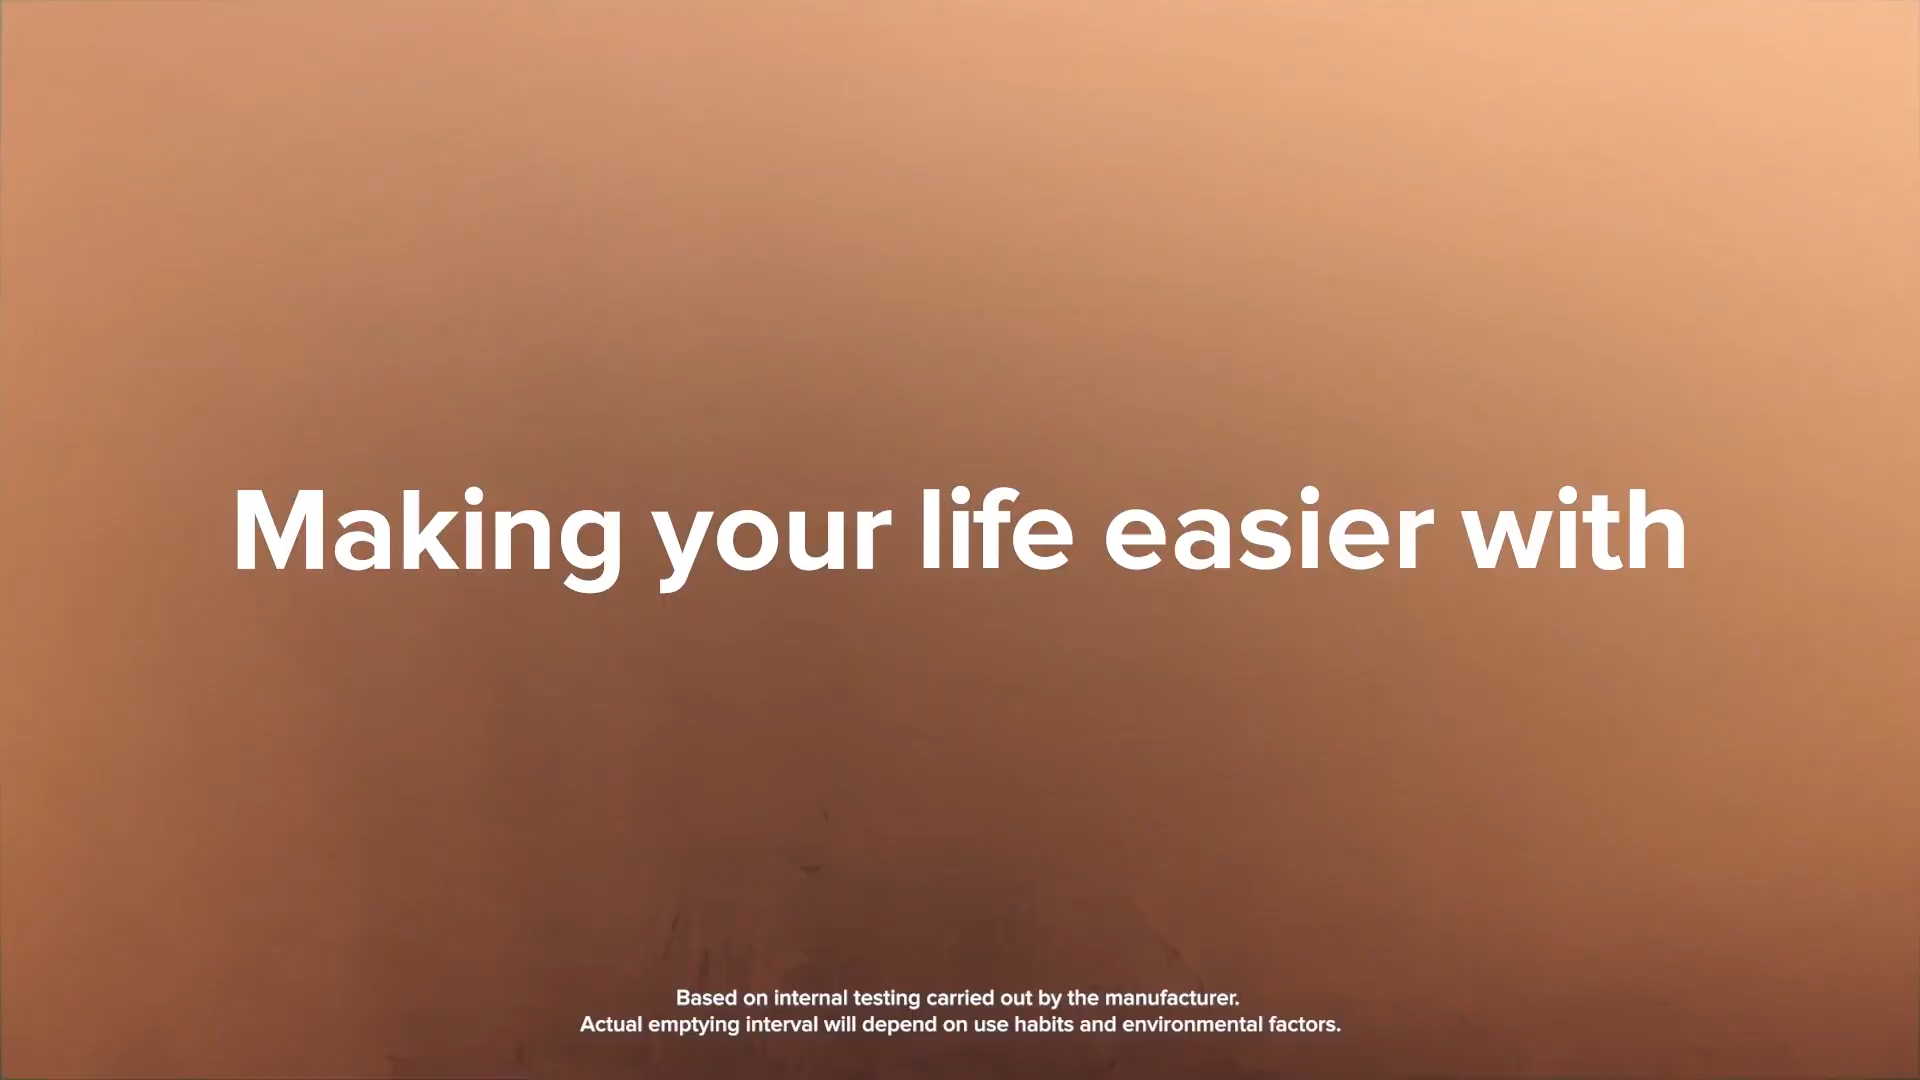 Making your life easier with
Based on internal testing carried out by the manufacturer.
Actual emptying interval will depend on use habits and environmental factors.